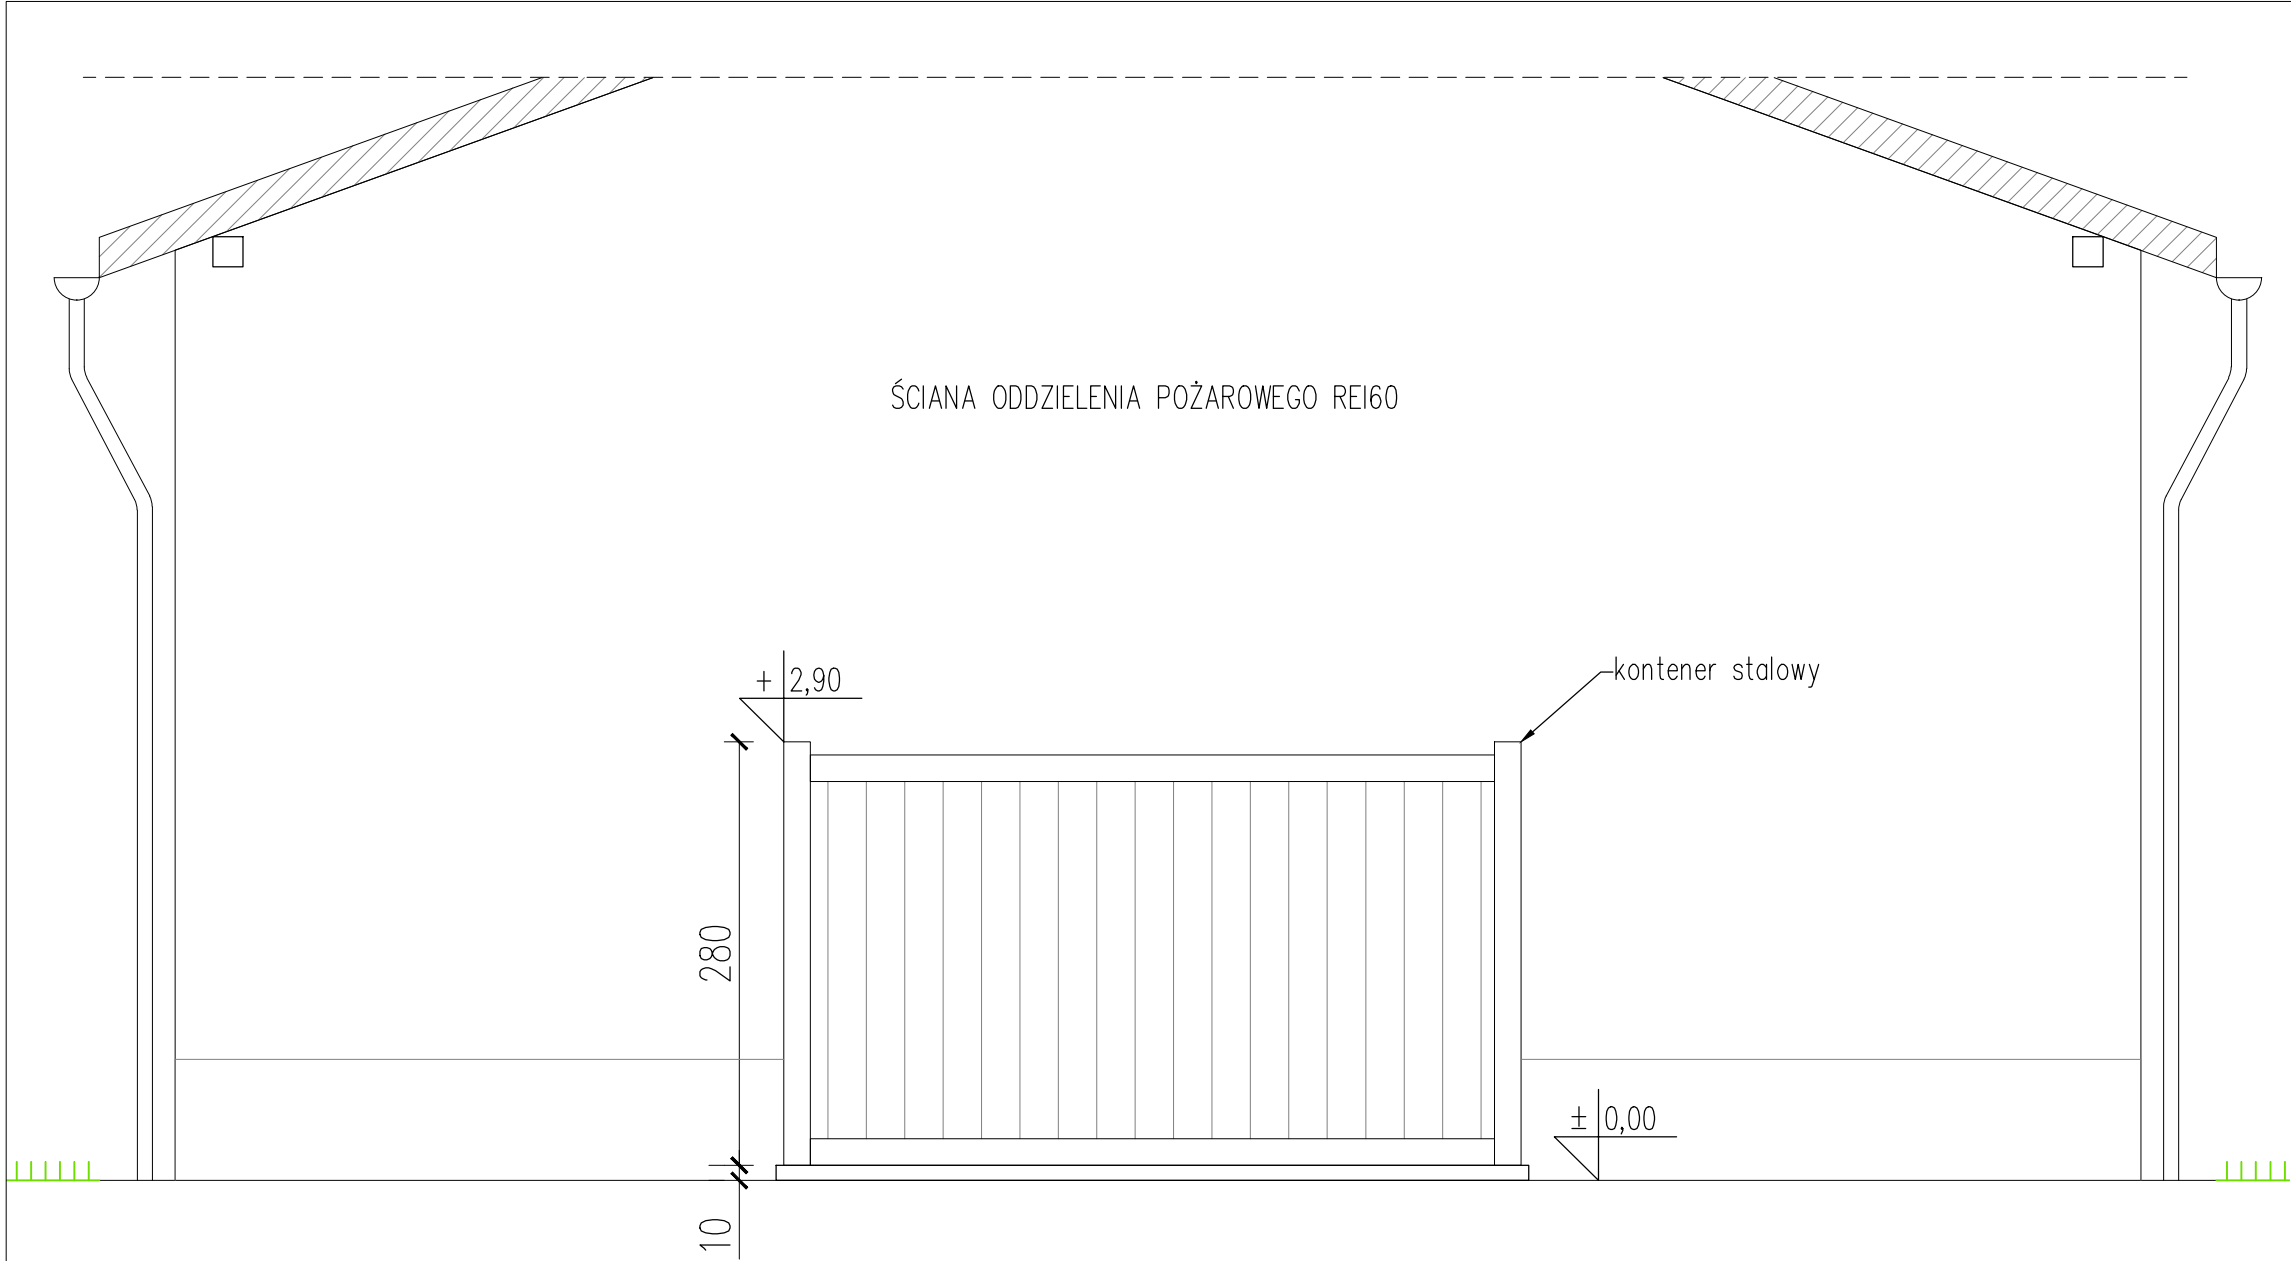 ŚCIANA ODDZIELENIA POŻAROWEGO REI60
kontener stalowy
+ 2,90
280
± 0,00
10